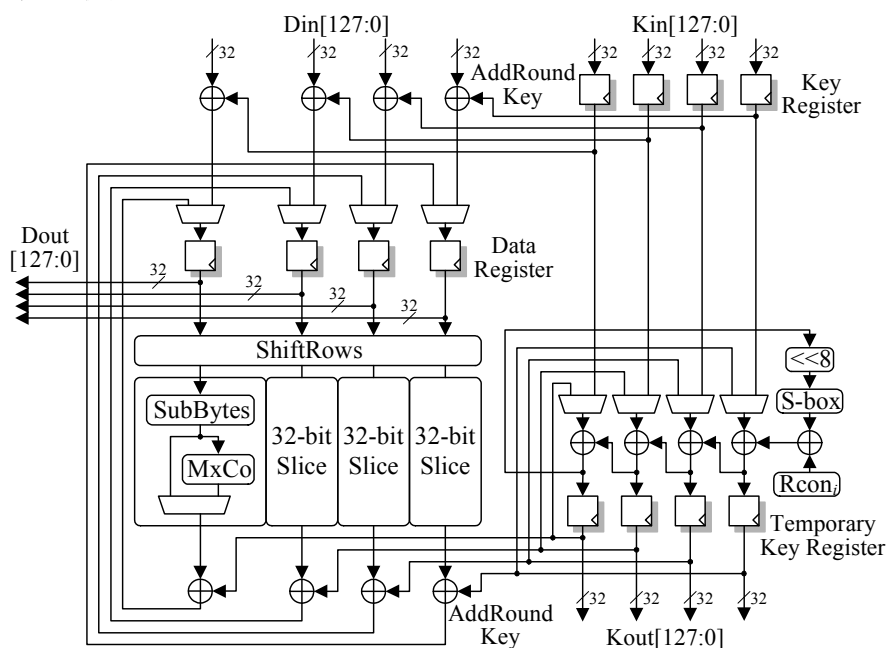 Din[127:0]
Kin[127:0]
32
32
32
32
32
32
32
32
AddRound
Key
Key
Register
Dout
[127:0]
Data
Register
32
32
32
32
ShiftRows
<<8
SubBytes
S-box
32-bit
Slice
32-bit
Slice
32-bit
Slice
MxCo
Rconi
Temporary
Key Register
AddRound
Key
32
32
32
32
Kout[127:0]